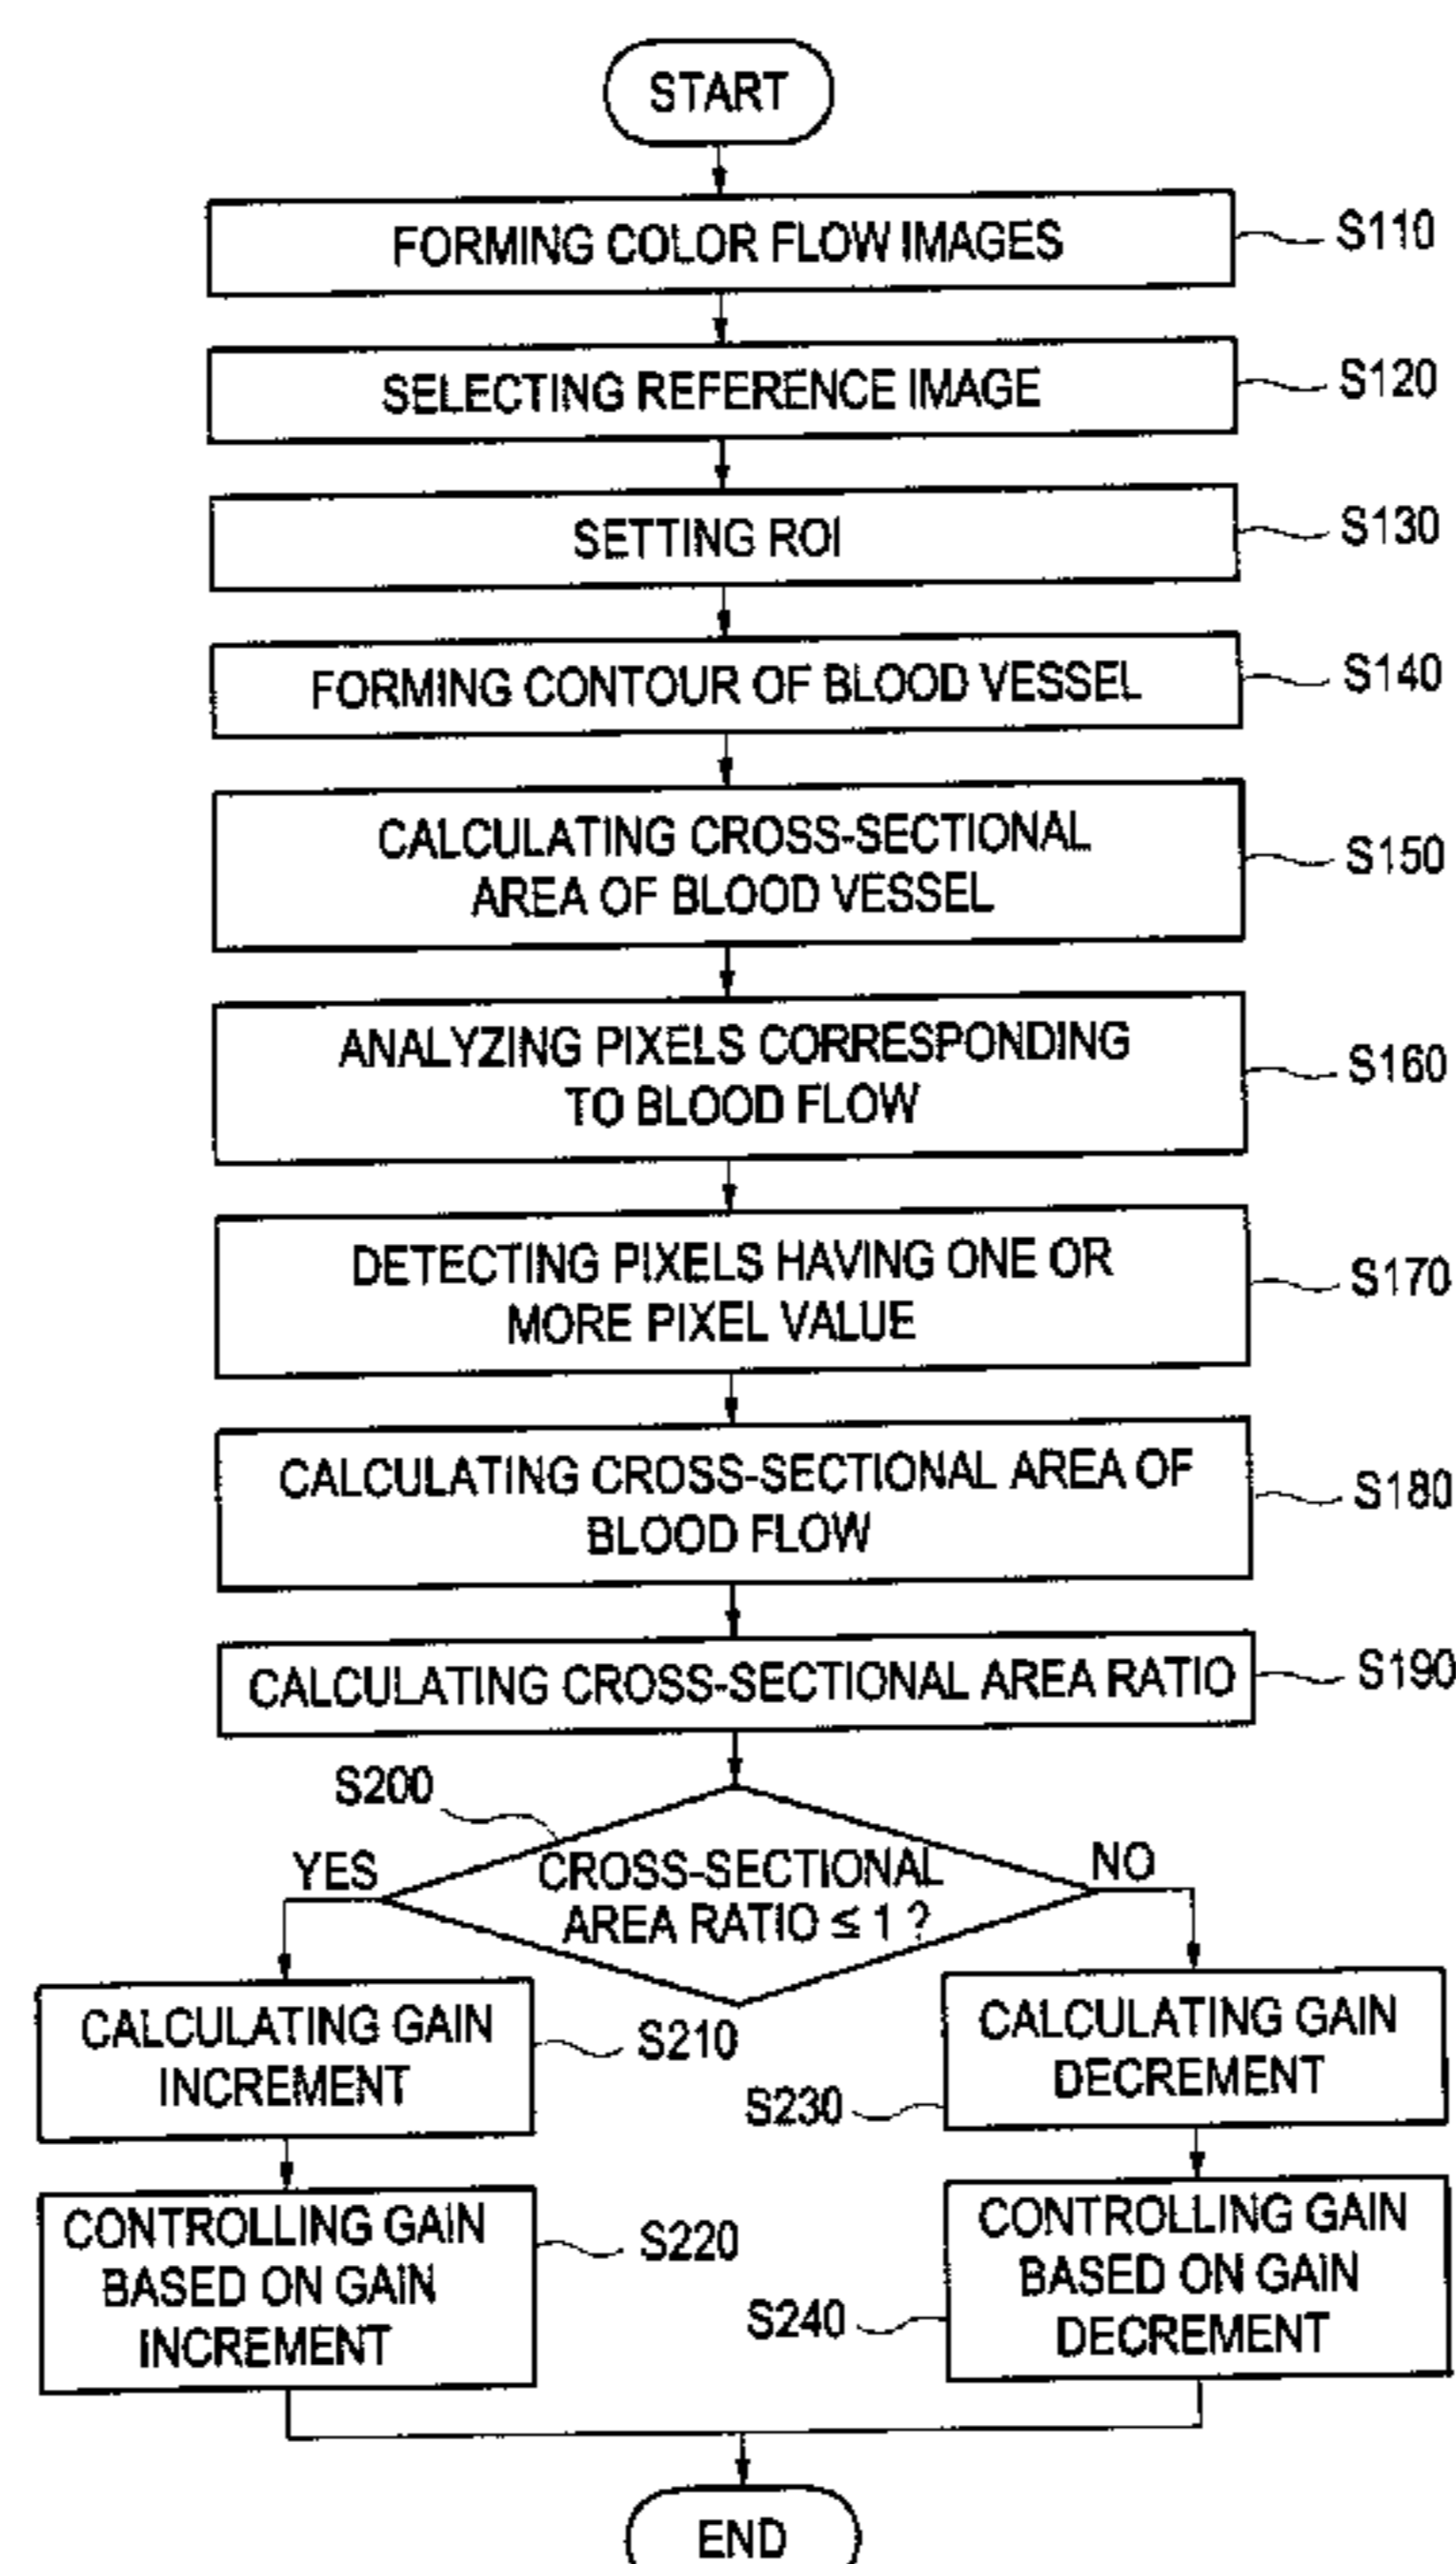 START
FORMING COLOR FLOW IMAGES
S110
SELECTING REFERENCE IMAGE
S120
SETTING ROI
S130
FORMING CONTOUR OF BLOOD VESSEL
S140
CALCULATING CROSS-SECTIONAL
AREA OF BLOOD VESSEL
S150
ANALYZING PIXELS CORRESPONDING
TO BLOOD FLOW
S160
DETECTING PIXELS HAVING ONE OR
MORE PIXEL VALUE
S170
CALCULATING CROSS-SECTIONAL AREA OF
BLOOD FLOW
S180
CALCULATING CROSS-SECTIONAL AREA RATIO
S190
S200
YES
CROSS-SECTIONAL
AREA RATIO ≤ 1 ?
NO
CALCULATING GAIN
INCREMENT
S210
CALCULATING GAIN
DECREMENT
S230
CONTROLLING GAIN
BASED ON GAIN
INCREMENT
S220
CONTROLLING GAIN
BASED ON GAIN
DECREMENT
S240
END